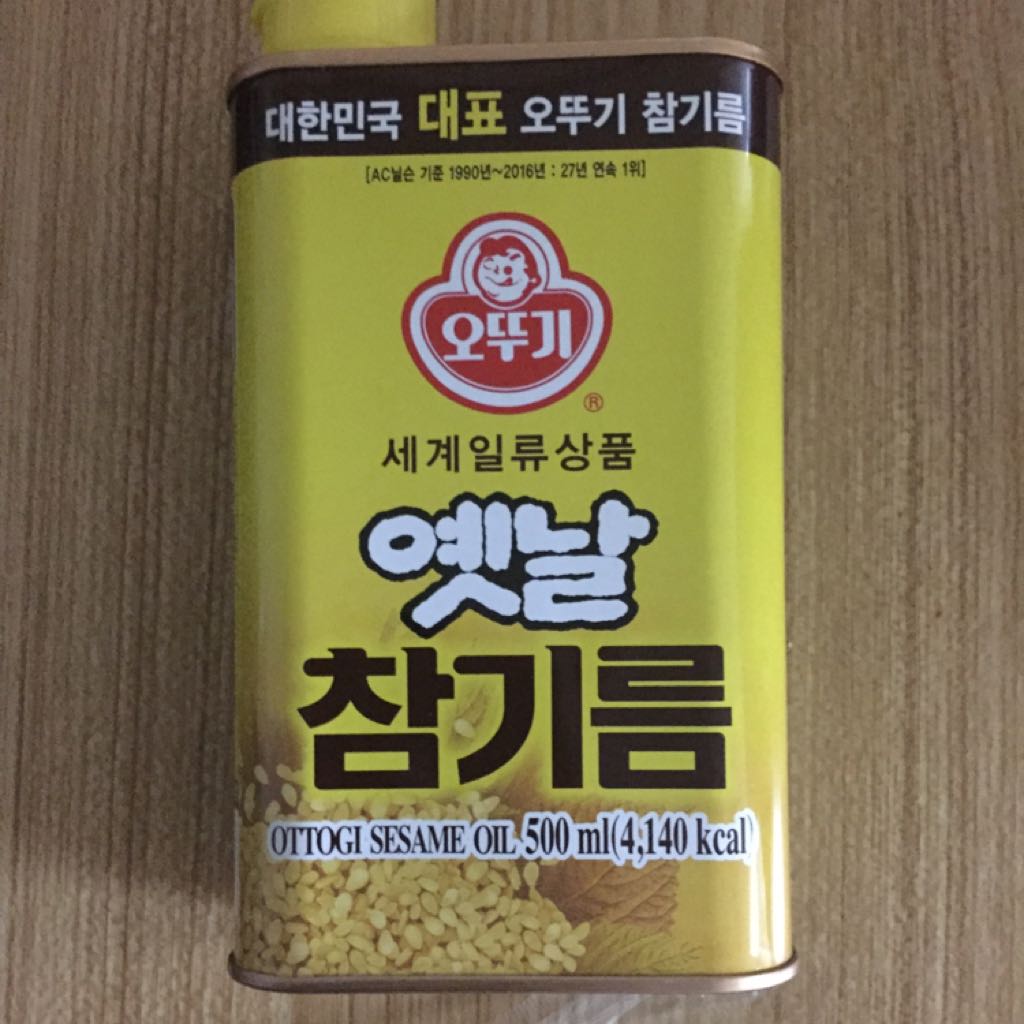 대한민국 대표 오뚜기 참기름
[AC닐슨 기준 1990년~2016년 : 27년 연속 1위]
오뚜기
®
세계일류상품
옛날
참기름
OTTOGI SESAME OIL 500 ml(4,140 kcal)